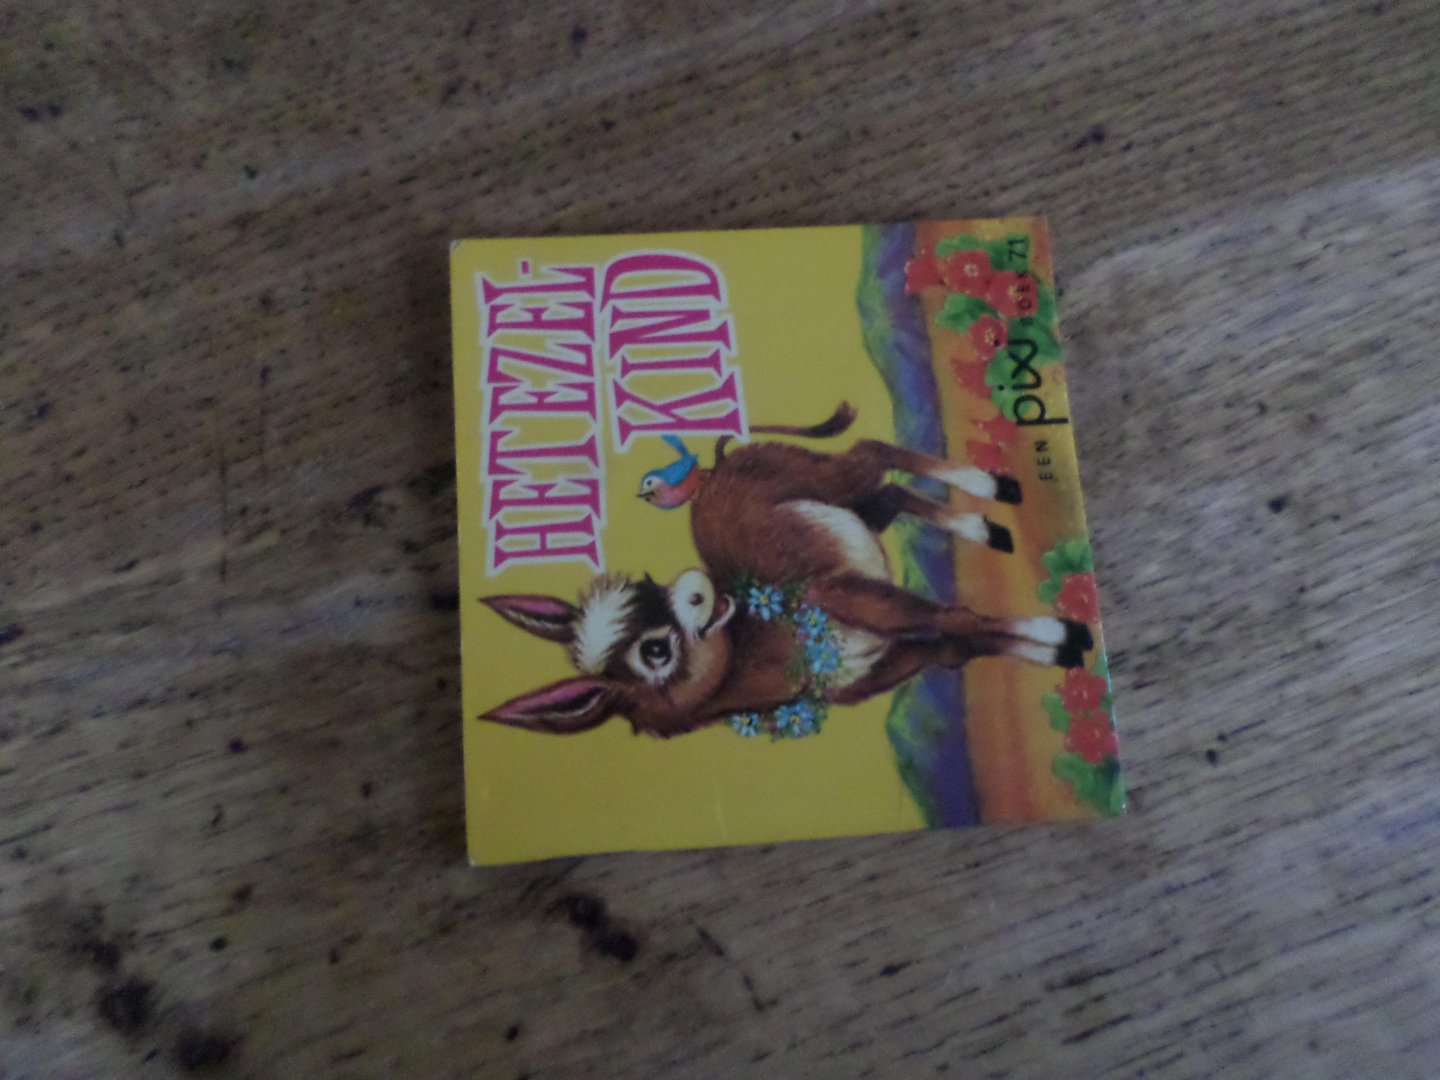 HET EZEL-
KIND
EEN pixi BOEK 71